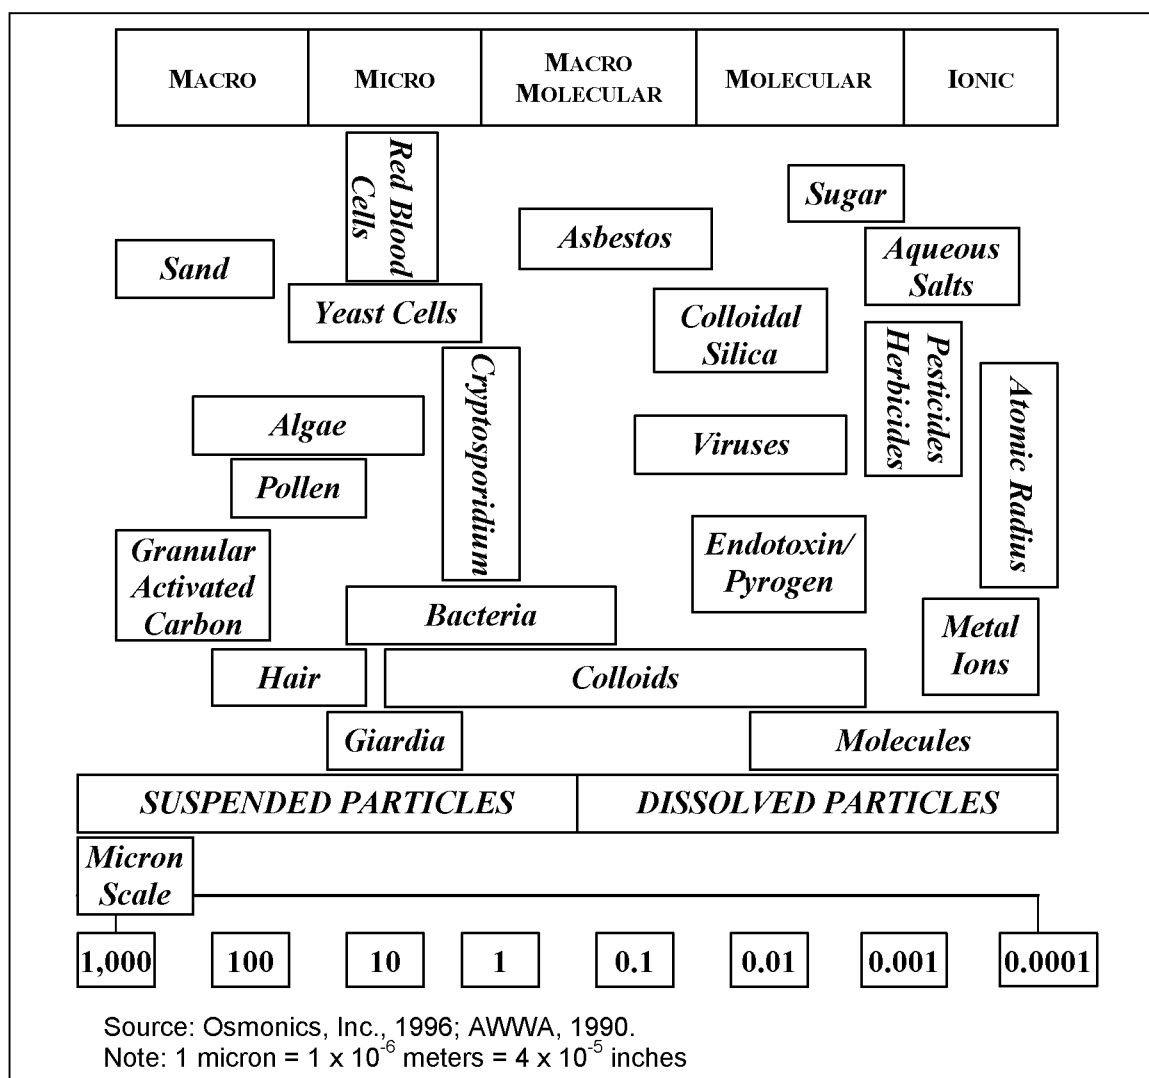 MACRO
MICRO
MACRO
MOLECULAR
MOLECULAR
IONIC
Red Blood
Cells
Sugar
Asbestos
Aqueous
Salts
Sand
Yeast Cells
Colloidal
Silica
Pesticides
Herbicides
Cryptosporidium
Atomic Radius
Algae
Viruses
Pollen
Endotoxin/
Pyrogen
Granular
Activated
Carbon
Bacteria
Metal
Ions
Hair
Colloids
Giardia
Molecules
SUSPENDED PARTICLES
DISSOLVED PARTICLES
Micron
Scale
1,000
100
10
1
0.1
0.01
0.001
0.0001
Source: Osmonics, Inc., 1996; AWWA, 1990.
Note: 1 micron = 1 x 10⁻⁶ meters = 4 x 10⁻⁵ inches